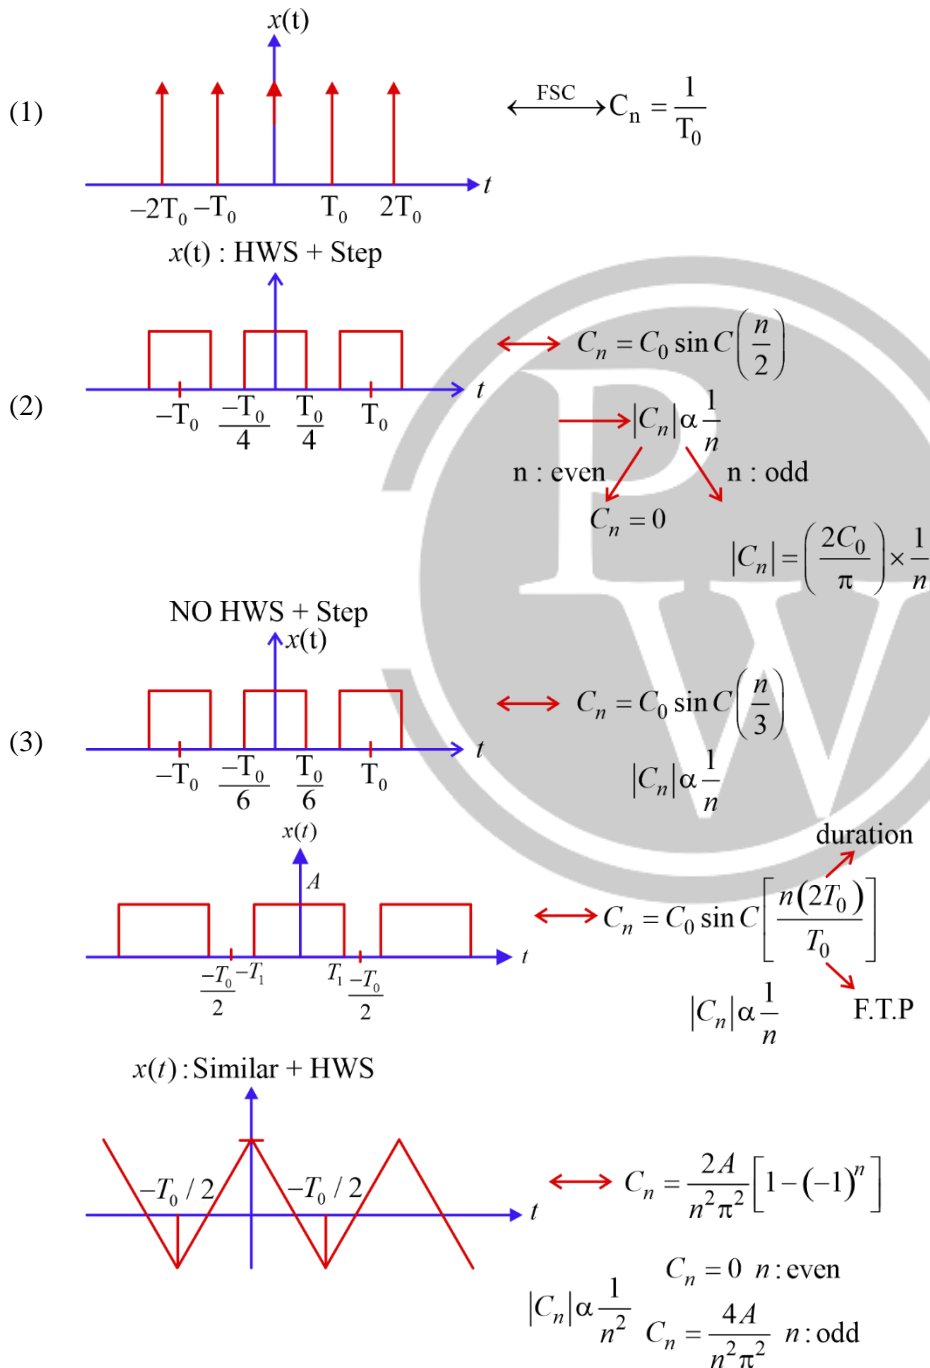 x(t)
(1)
FSC
C_n = 1/T_0
−2T_0 −T_0 T_0 2T_0 t
x(t) : HWS + Step
(2)
−T_0 −T_0/4 T_0/4 T_0 t
C_n = C_0 sin C(n/2)
|C_n| α 1/n
n : even n : odd
C_n = 0
|C_n| = (2C_0/π) × 1/n
NO HWS + Step
x(t)
(3)
−T_0 −T_0/6 T_0/6 T_0 t
C_n = C_0 sin C(n/3)
|C_n| α 1/n
duration
x(t)
A
−T_0/2 −T_1 T_1 −T_0/2 t
C_n = C_0 sin C[n(2T_0)/T_0]
|C_n| α 1/n F.T.P
x(t) : Similar + HWS
−T_0 / 2 −T_0 / 2 t
C_n = 2A/n²π² [1 − (−1)^n]
C_n = 0 n : even
|C_n| α 1/n² C_n = 4A/n²π² n : odd
PW